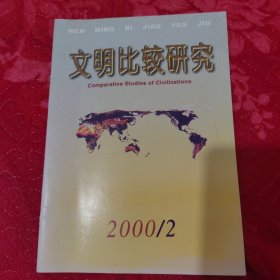 WEN MING BI JIAO YAN JIU
文明比较研究
Comparative Studies of Civilizations
2000/2